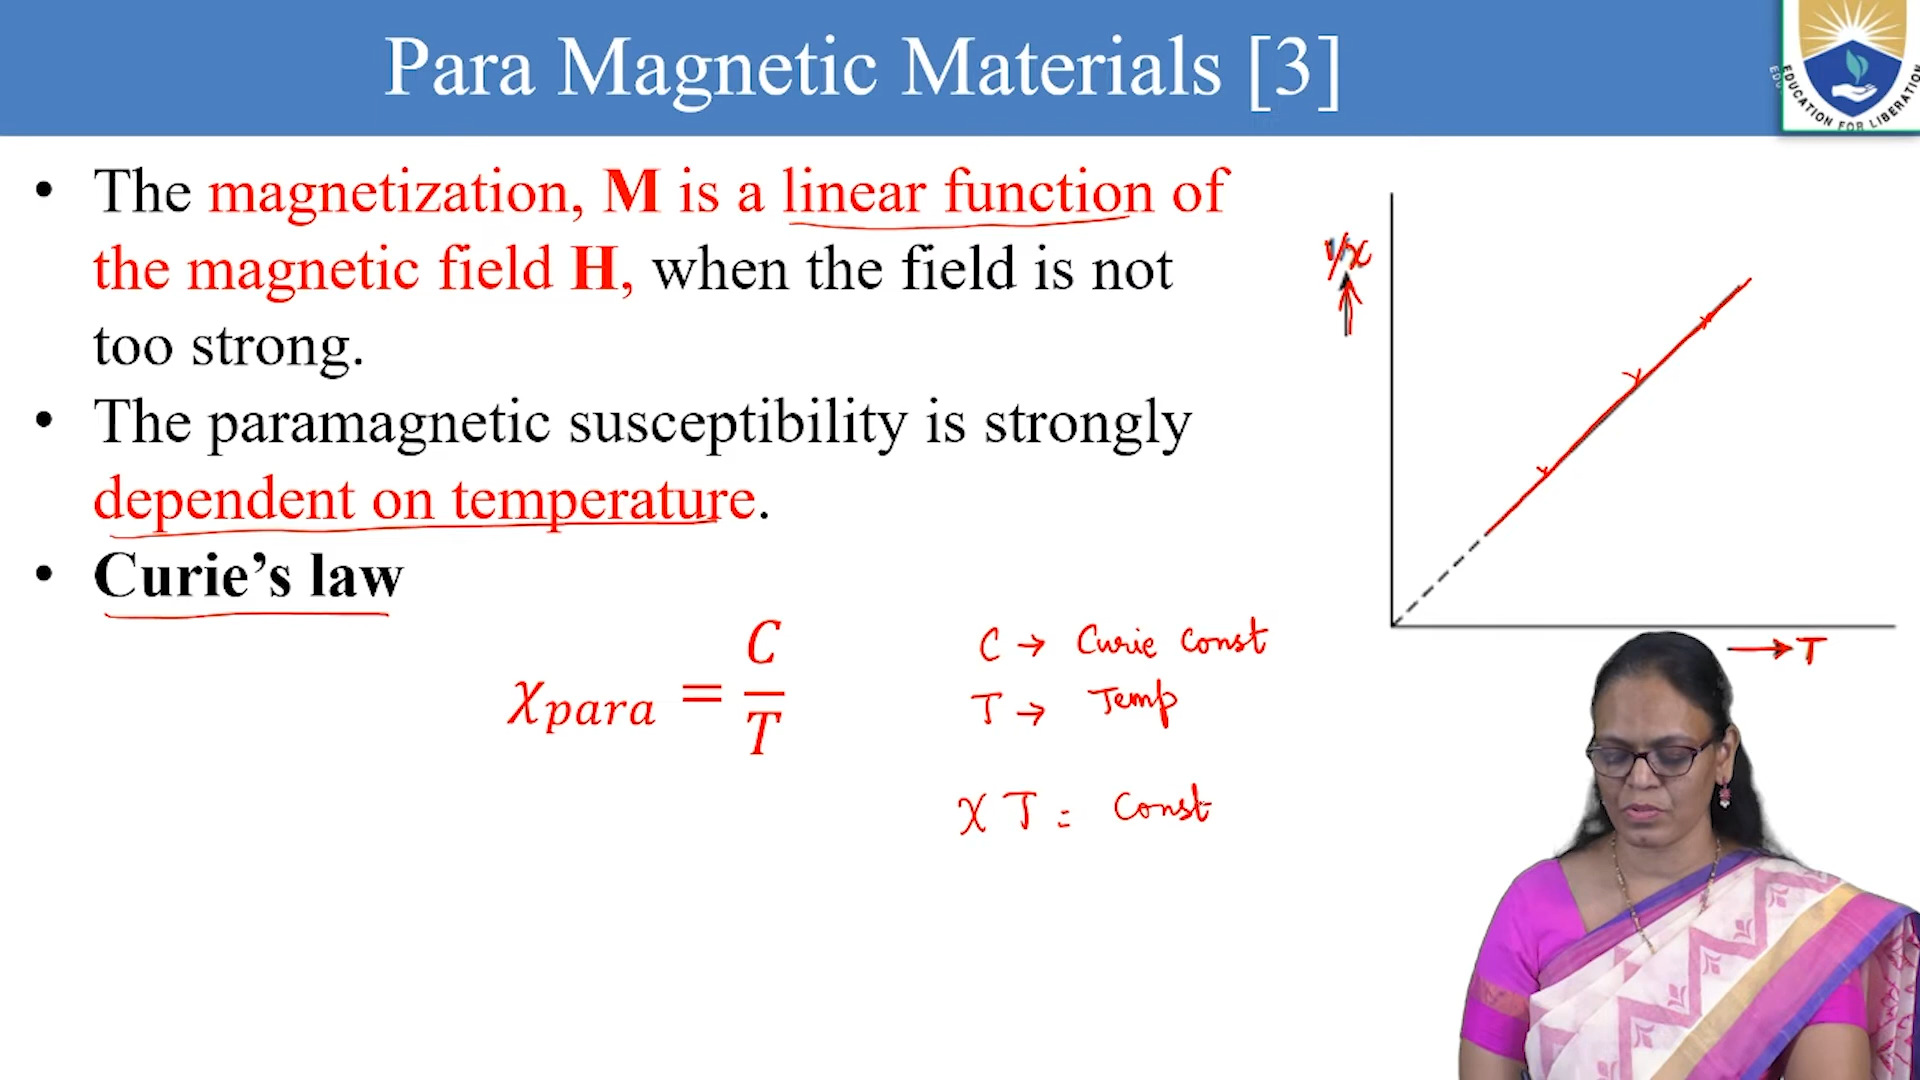 Para Magnetic Materials [3]
EDUCATION FOR LIBERATION
• The magnetization, M is a linear function of
the magnetic field H, when the field is not
too strong.
• The paramagnetic susceptibility is strongly
dependent on temperature.
• Curie’s law
χpara = C/T
C → Curie Const
T → Temp
χ T = Const
1/χ
T